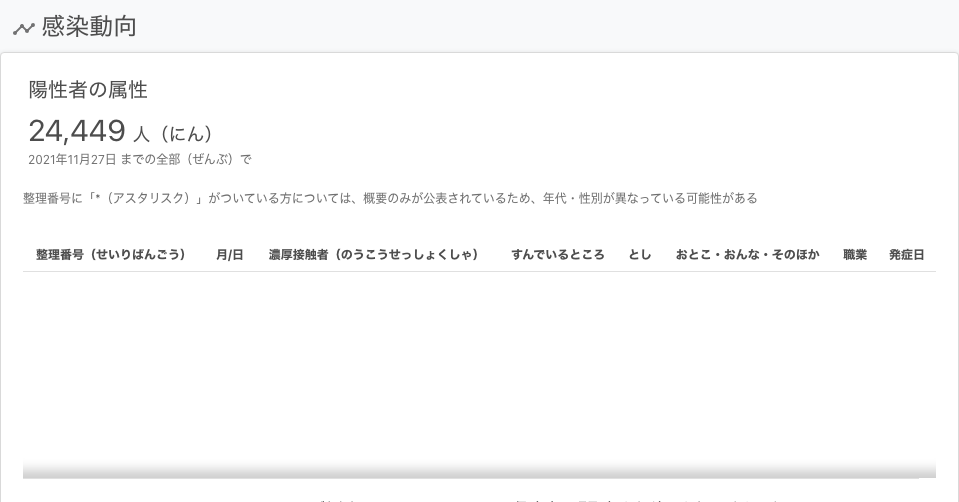 感染動向
陽性者の属性
24,449 人（にん）
2021年11月27日 までの全部（ぜんぶ）で
整理番号に「*（アスタリスク）」がついている方については、概要のみが公表されているため、年代・性別が異なっている可能性がある
整理番号（せいりばんごう） 月/日 濃厚接触者（のうこうせっしょくしゃ） すんでいるところ とし おとこ・おんな・そのほか 職業 発症日